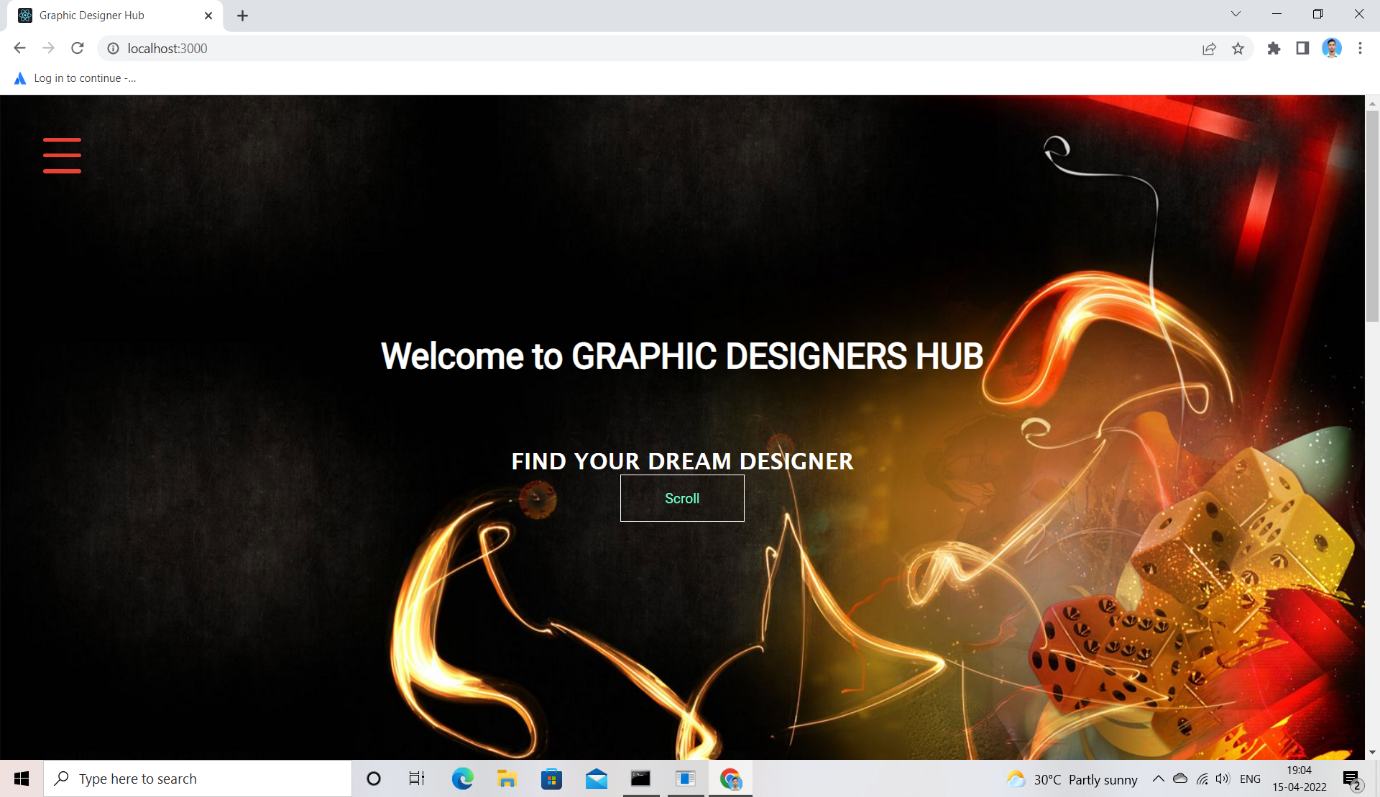 Graphic Designer Hub
localhost:3000
Log in to continue -...
Welcome to GRAPHIC DESIGNERS HUB
FIND YOUR DREAM DESIGNER
Scroll
Type here to search
30°C Partly sunny
ENG
19:04
15-04-2022
2